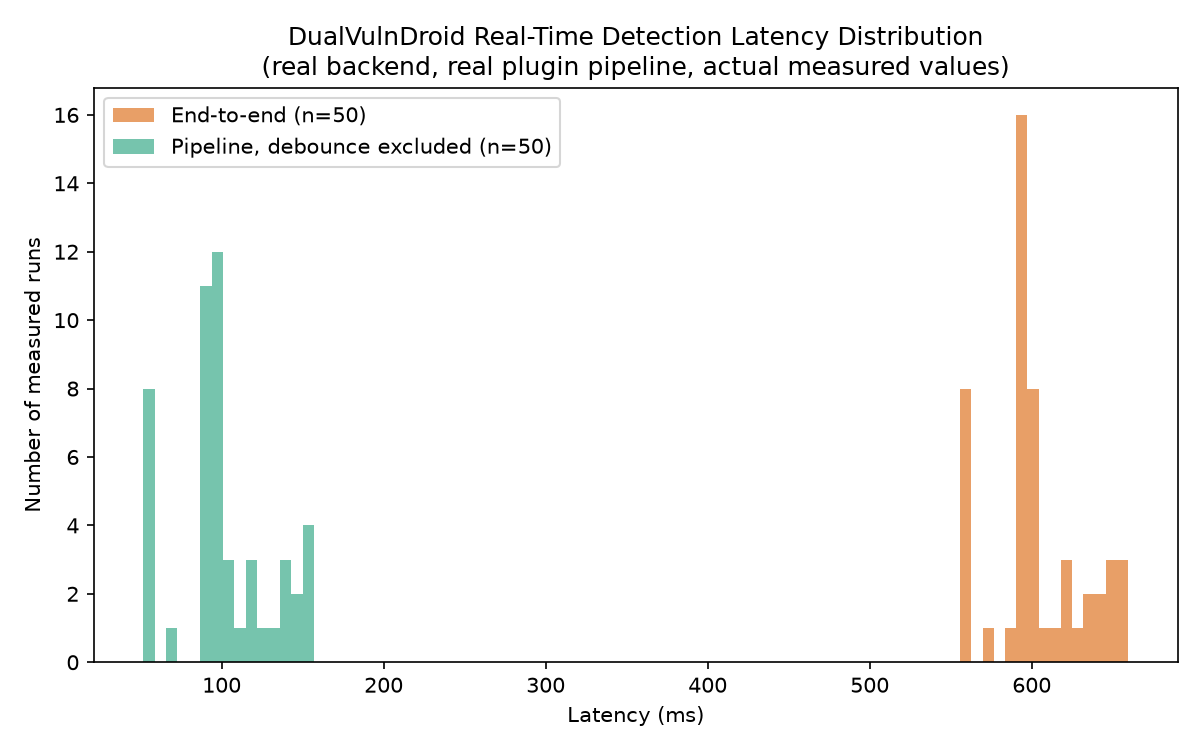 DualVulnDroid Real-Time Detection Latency Distribution
(real backend, real plugin pipeline, actual measured values)
End-to-end (n=50)
Pipeline, debounce excluded (n=50)
Number of measured runs
16
14
12
10
8
6
4
2
0
100 200 300 400 500 600
Latency (ms)